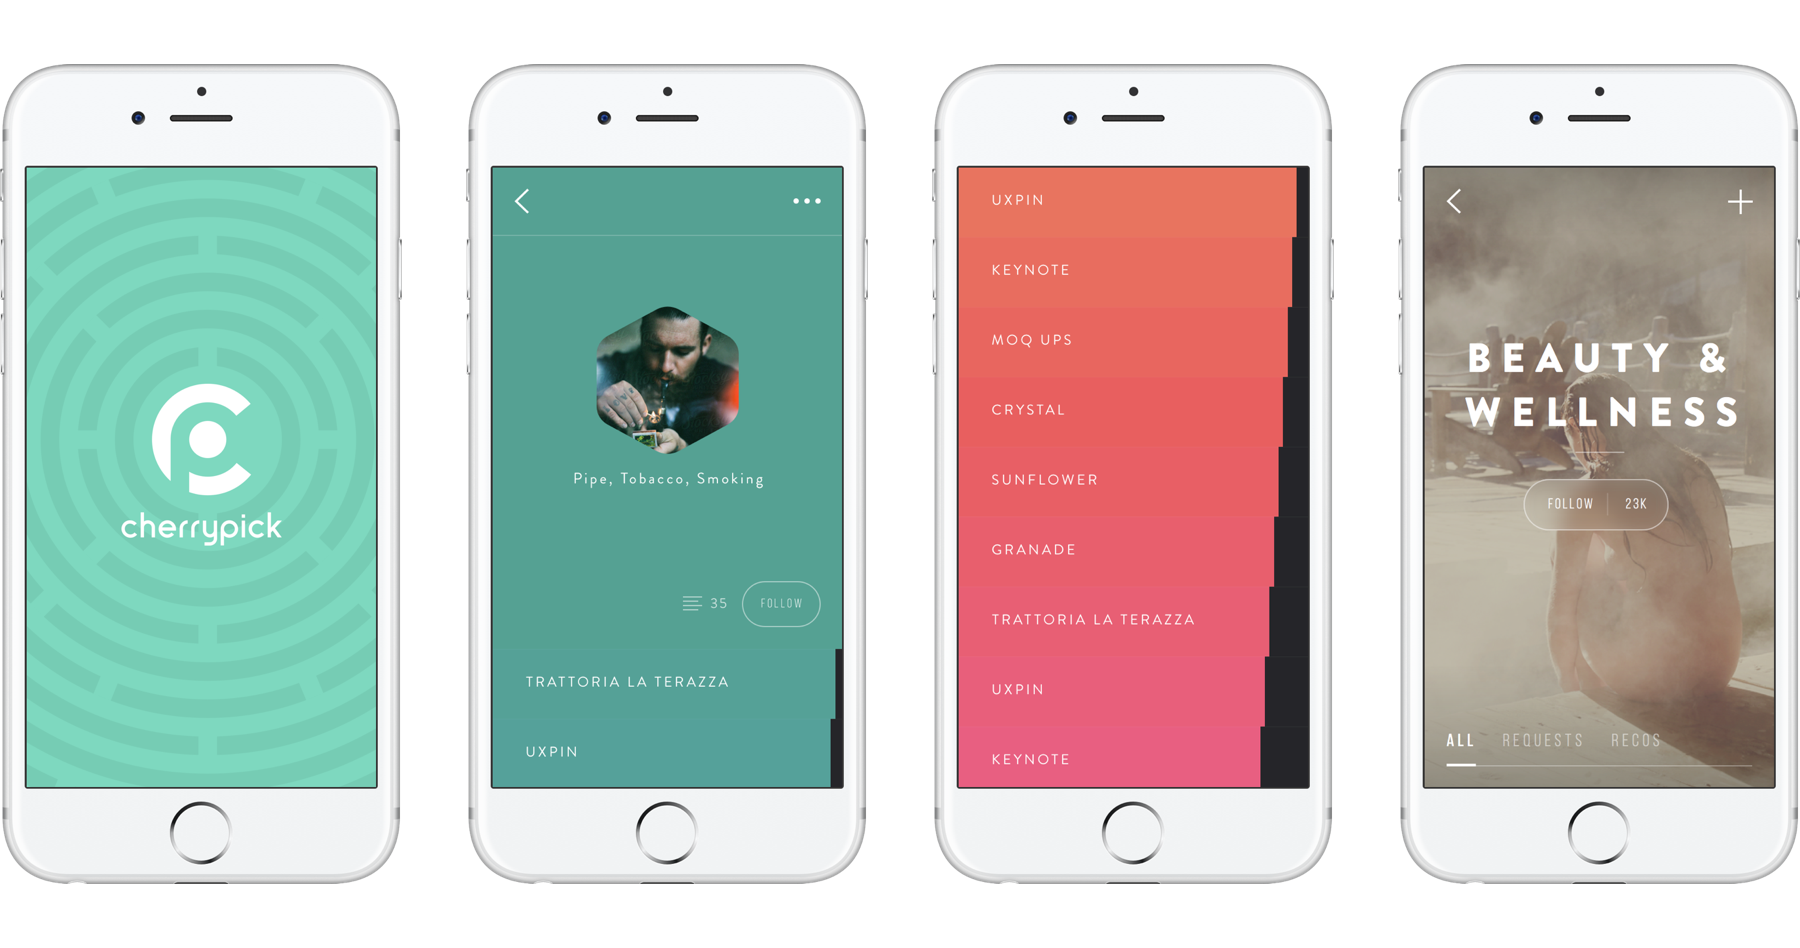 cherrypick
Pipe, Tobacco, Smoking
35 FOLLOW
TRATTORIA LA TERAZZA
UXPIN
UXPIN
KEYNOTE
MOQ UPS
CRYSTAL
SUNFLOWER
GRANADE
TRATTORIA LA TERAZZA
UXPIN
KEYNOTE
BEAUTY &
WELLNESS
FOLLOW 23K
ALL REQUESTS RECOS